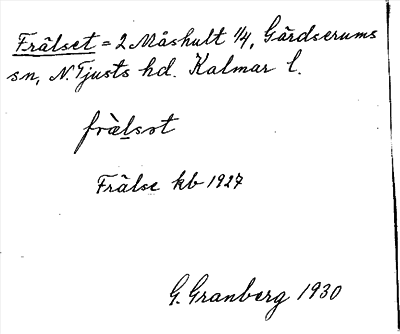 Frälset = 2 Måshult 1/4, Gärdserums
sn, N. Tjusts hd. Kalmar l.
frälsət
Frälse kb 1927
G. Granberg 1930